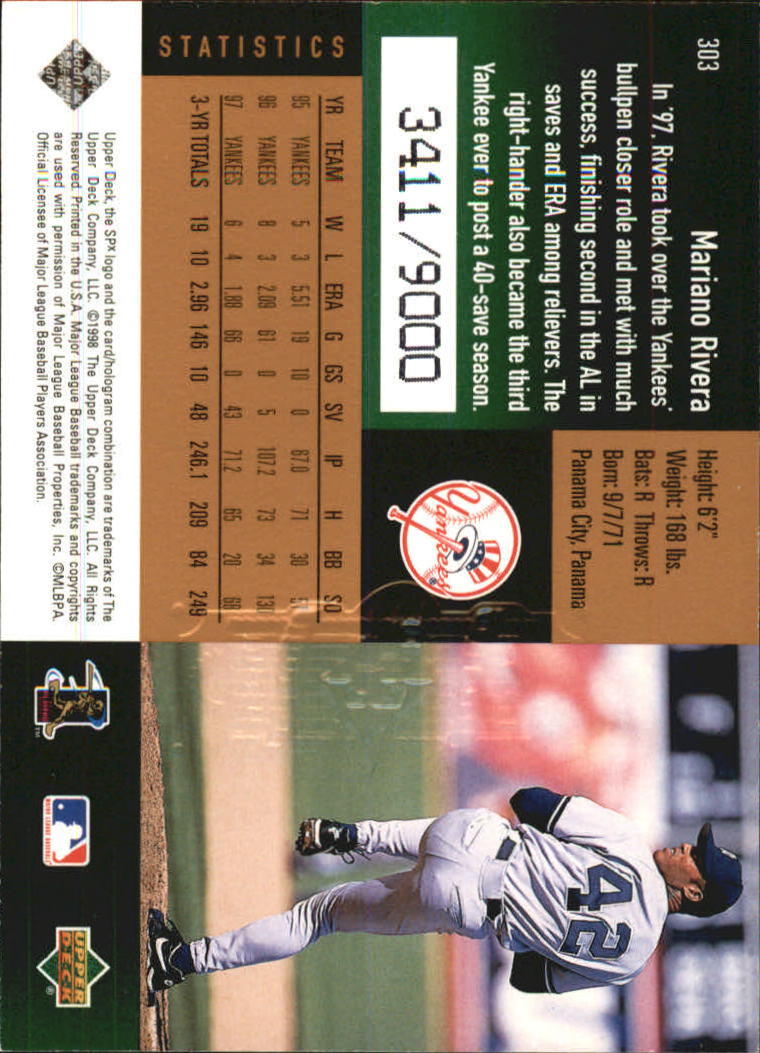 303
Mariano Rivera
In '97, Rivera took over the Yankees'
bullpen closer role and met with much
success, finishing second in the AL in
saves and ERA among relievers. The
right-hander also became the third
Yankee ever to post a 40-save season.
3411/9000
Height: 6'2"
Weight: 168 lbs.
Bats: R Throws: R
Born: 9/7/71
Panama City, Panama
Yankees
STATISTICS
YR TEAM W L ERA G GS SV IP H BB SO
95 YANKEES 5 3 5.51 19 10 0 67.0 71 30
96 YANKEES 8 3 2.09 61 0 5 107.2 73 34 130
97 YANKEES 6 4 1.88 66 0 43 71.2 65 20 68
3-YR TOTALS 19 10 2.96 146 10 48 246.1 209 84 249
Upper Deck, the SPX logo and the card/hologram combination are trademarks of The
Upper Deck Company, LLC. ©1998 The Upper Deck Company, LLC. All Rights
Reserved. Printed in the U.S.A. Major League Baseball trademarks and copyrights
are used with permission of Major League Baseball Properties, Inc. ©MLBPA
Official Licensee of Major League Baseball Players Association.
42
TM
MAJOR LEAGUE BASEBALL
UPPER
DECK
®